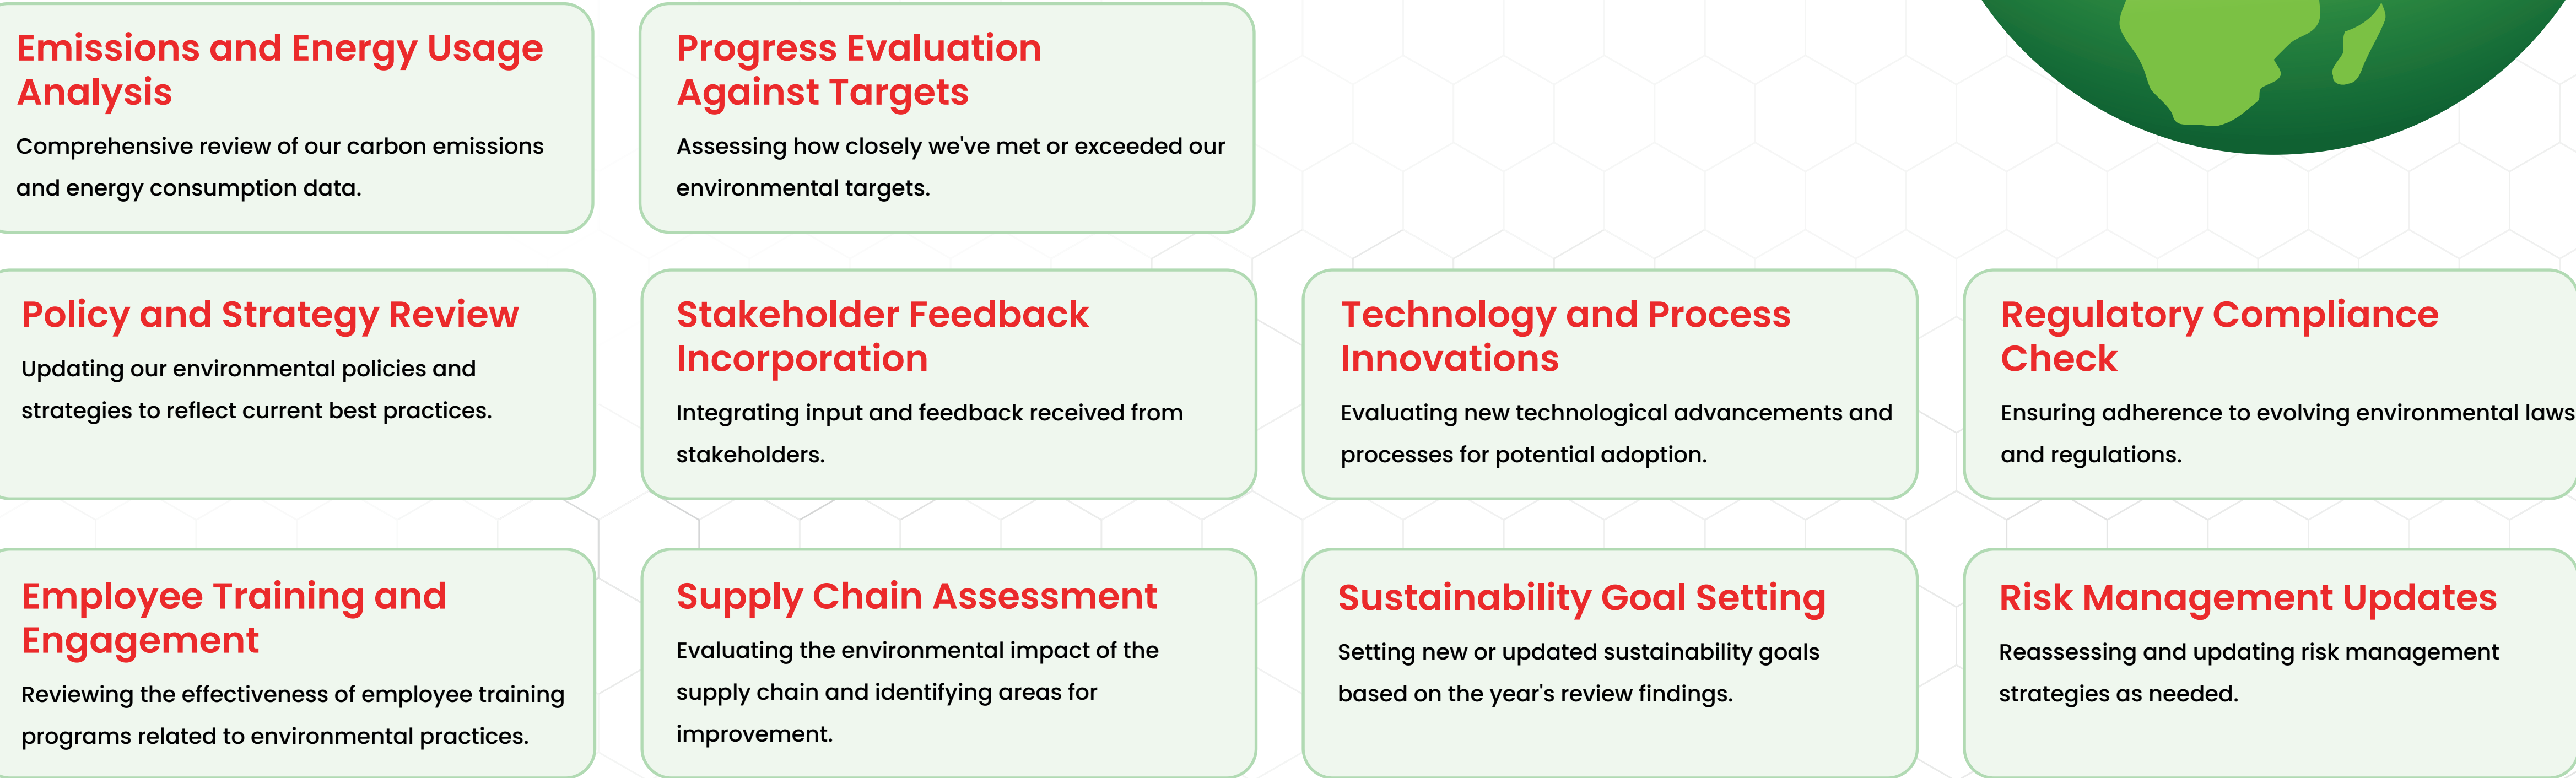 Emissions and Energy Usage
Analysis
Comprehensive review of our carbon emissions
and energy consumption data.
Progress Evaluation
Against Targets
Assessing how closely we've met or exceeded our
environmental targets.
Policy and Strategy Review
Updating our environmental policies and
strategies to reflect current best practices.
Stakeholder Feedback
Incorporation
Integrating input and feedback received from
stakeholders.
Technology and Process
Innovations
Evaluating new technological advancements and
processes for potential adoption.
Regulatory Compliance
Check
Ensuring adherence to evolving environmental laws
and regulations.
Employee Training and
Engagement
Reviewing the effectiveness of employee training
programs related to environmental practices.
Supply Chain Assessment
Evaluating the environmental impact of the
supply chain and identifying areas for
improvement.
Sustainability Goal Setting
Setting new or updated sustainability goals
based on the year's review findings.
Risk Management Updates
Reassessing and updating risk management
strategies as needed.